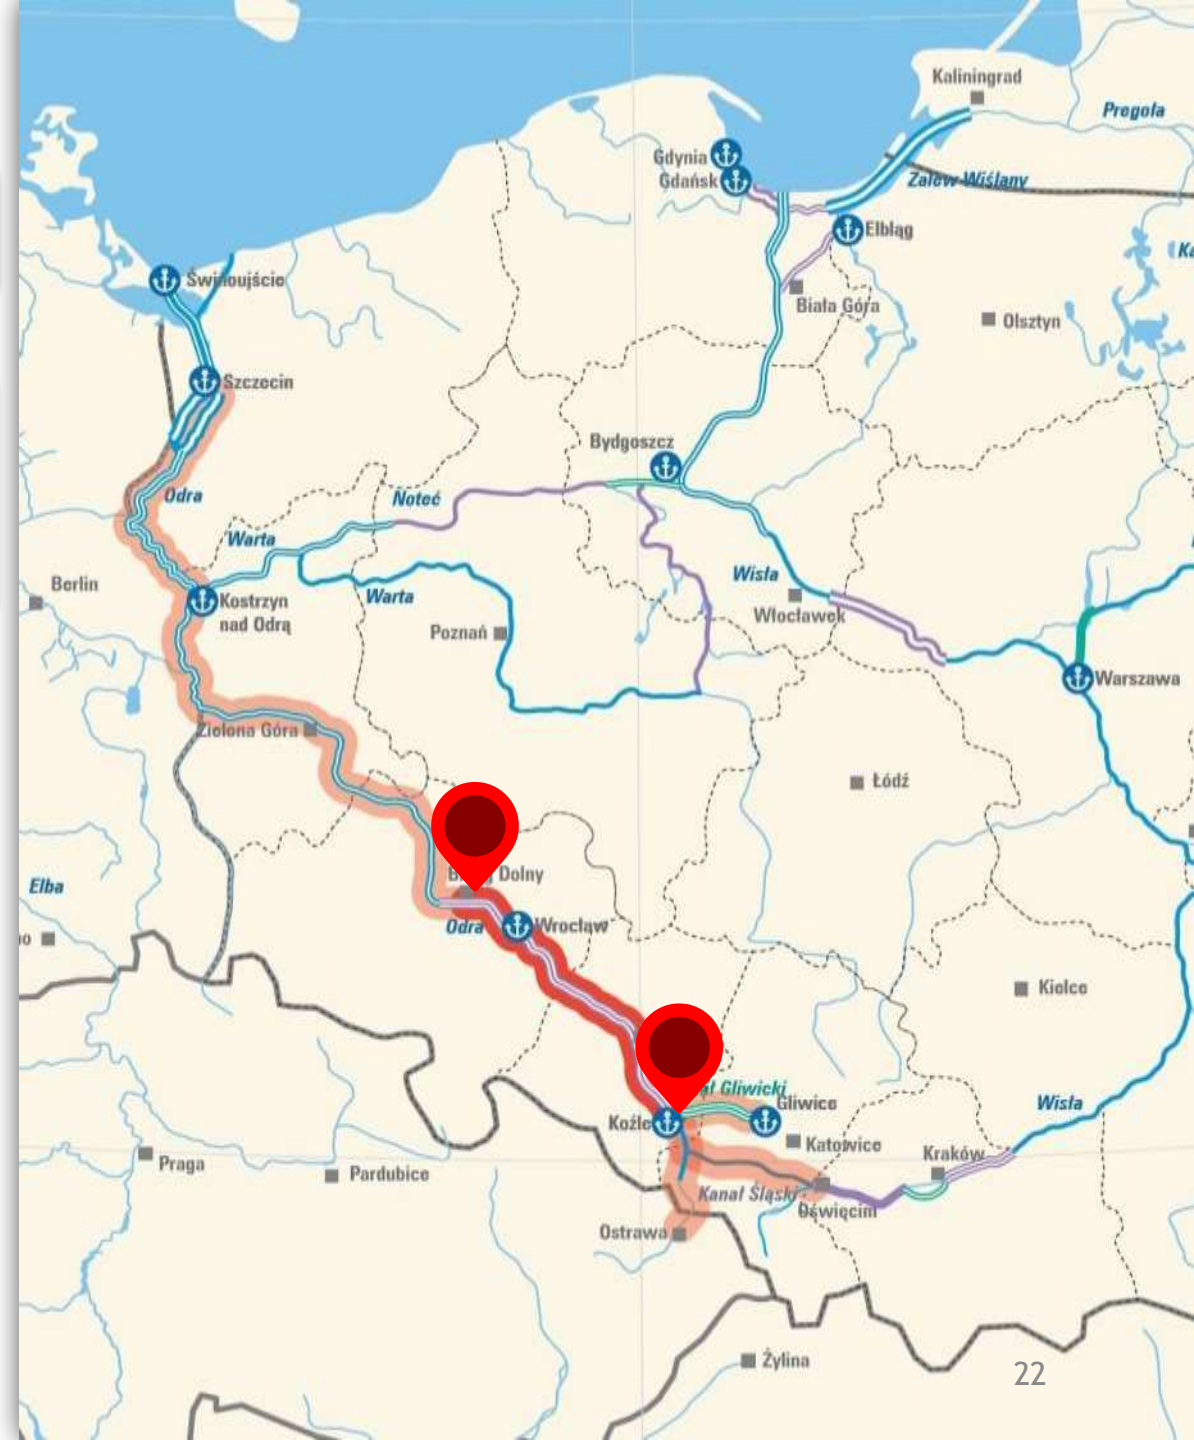 Kaliningrad
Pregoła
Gdynia
Gdańsk
Zalew Wiślany
Elbląg
Świnoujście
Biała Góra
Olsztyn
Szczecin
Bydgoszcz
Odra
Noteć
Warta
Berlin
Wisła
Kostrzyn
nad Odrą
Warta
Włocławek
Poznań
Warszawa
Zielona Góra
Łódź
Dolny
Elba
Odra
Wrocław
Kielce
Gliwicki
Gliwice
Wisła
Koźle
Katowice
Kraków
Praga
Pardubice
Kanał Śląski
Oświęcim
Ostrawa
Żylina
22